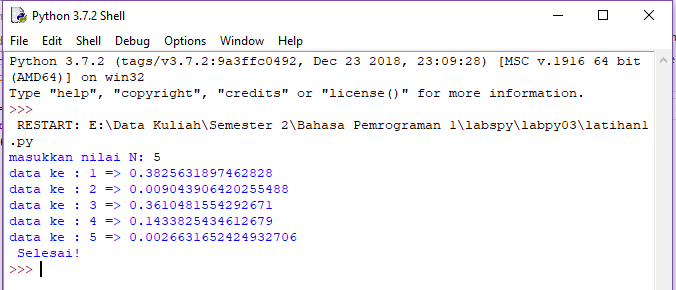 Python 3.7.2 Shell
File Edit Shell Debug Options Window Help
Python 3.7.2 (tags/v3.7.2:9a3ffc0492, Dec 23 2018, 23:09:28) [MSC v.1916 64 bit
(AMD64)] on win32
Type "help", "copyright", "credits" or "license()" for more information.
>>>
RESTART: E:\Data Kuliah\Semester 2\Bahasa Pemrograman 1\labspy\labpy03\latihan1
.py
masukkan nilai N: 5
data ke : 1 => 0.3825631897462828
data ke : 2 => 0.009043906420255488
data ke : 3 => 0.3610481554292671
data ke : 4 => 0.1433825434612679
data ke : 5 => 0.0026631652424932706
Selesai!
>>>